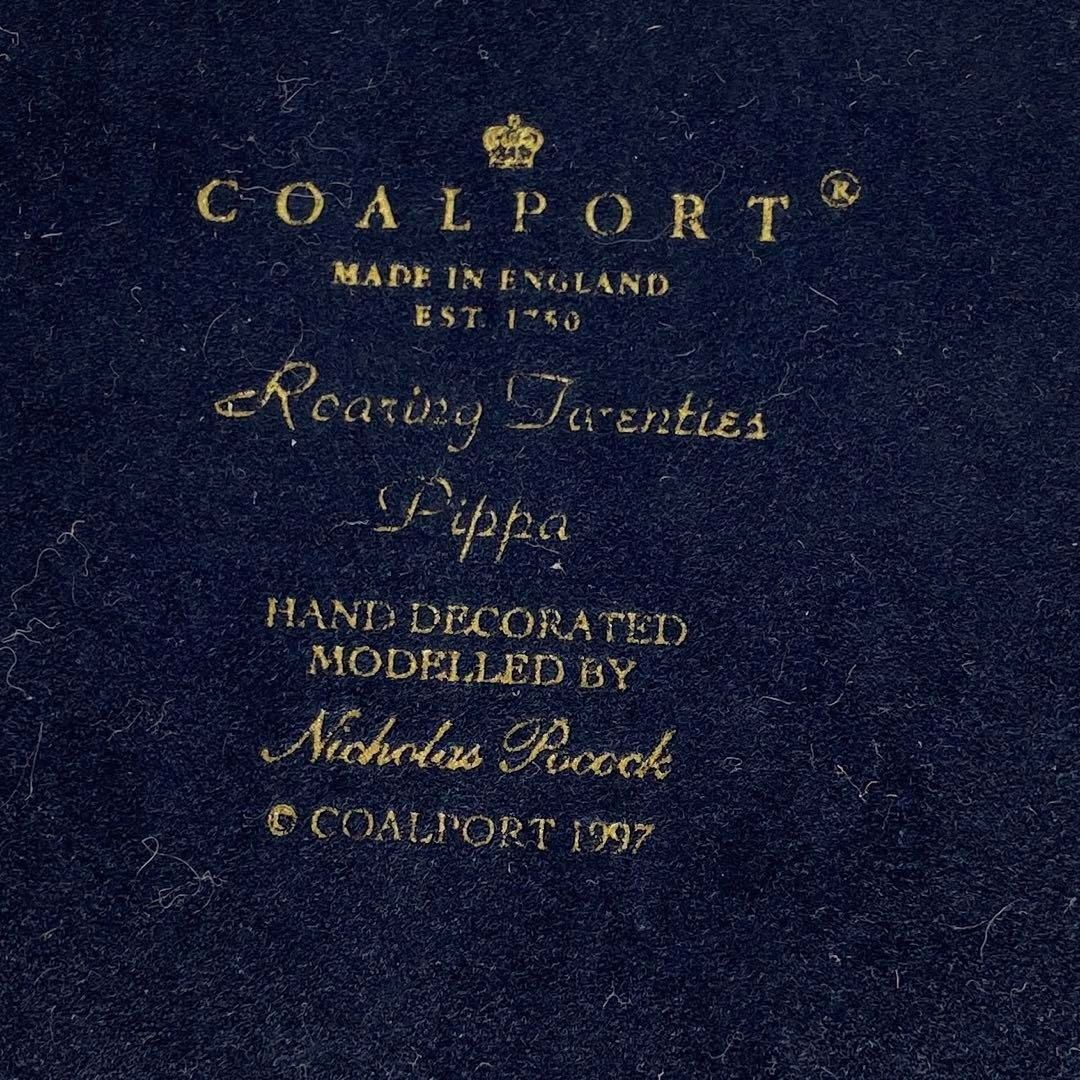 COALPORT®
MADE IN ENGLAND
EST. 1750
Roaring Twenties
Pippa
HAND DECORATED
MODELLED BY
Nicholas Pocock
© COALPORT 1997